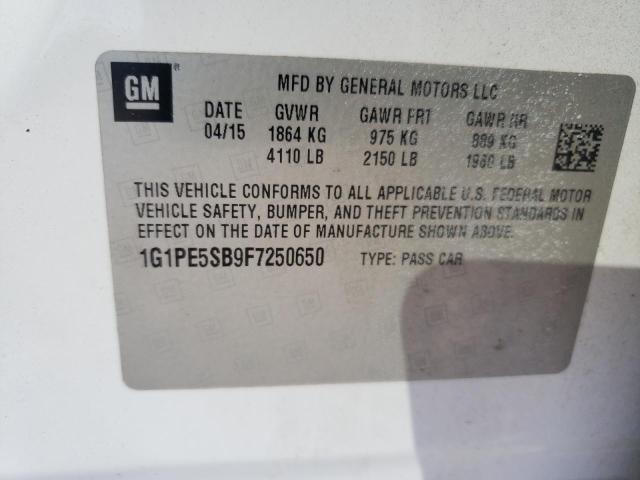 GM
MFD BY GENERAL MOTORS LLC
DATE GVWR GAWR FRT GAWR RR
04/15 1864 KG 975 KG 889 KG
4110 LB 2150 LB 1960 LB
THIS VEHICLE CONFORMS TO ALL APPLICABLE U.S. FEDERAL MOTOR
VEHICLE SAFETY, BUMPER, AND THEFT PREVENTION STANDARDS IN
EFFECT ON THE DATE OF MANUFACTURE SHOWN ABOVE.
1G1PE5SB9F7250650 TYPE: PASS CAR